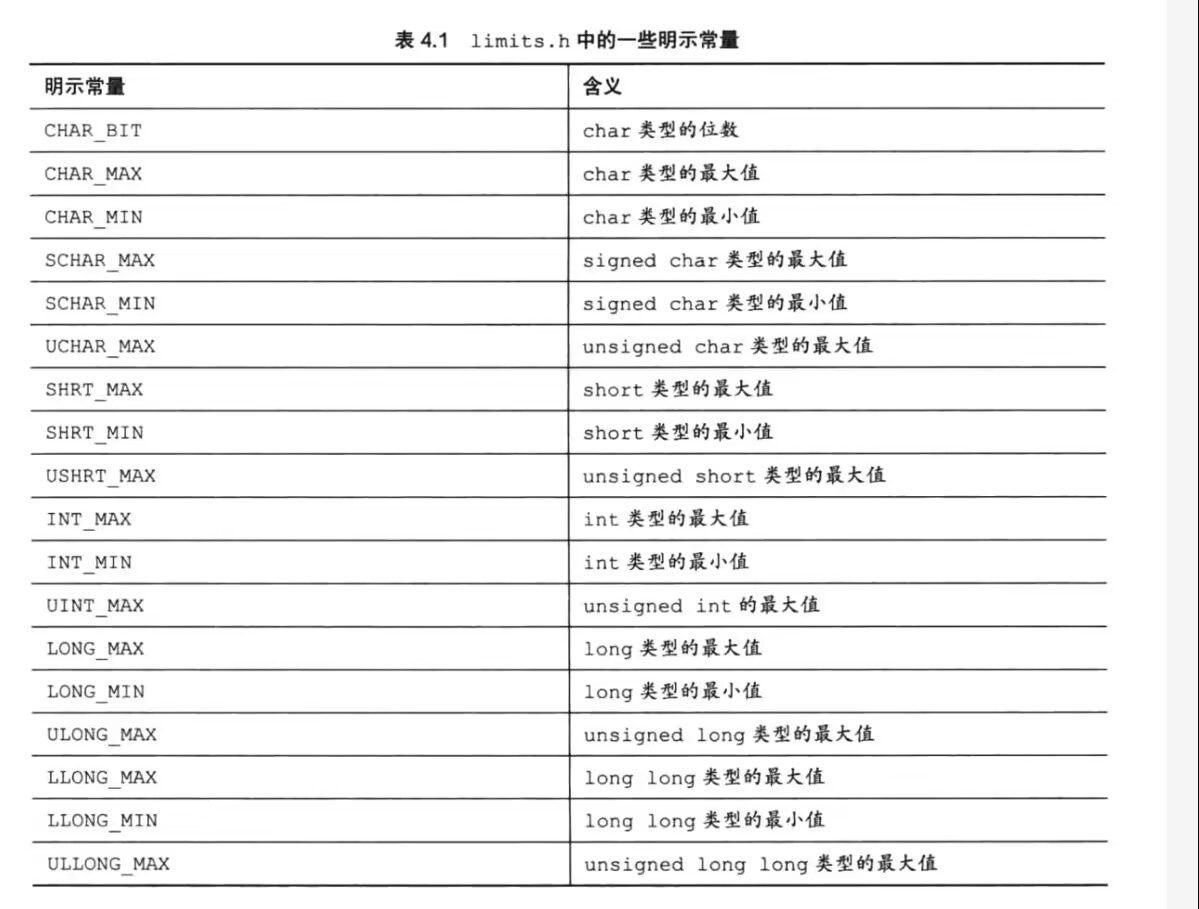 表 4.1 limits.h 中的一些明示常量
明示常量 含义
CHAR_BIT char 类型的位数
CHAR_MAX char 类型的最大值
CHAR_MIN char 类型的最小值
SCHAR_MAX signed char 类型的最大值
SCHAR_MIN signed char 类型的最小值
UCHAR_MAX unsigned char 类型的最大值
SHRT_MAX short 类型的最大值
SHRT_MIN short 类型的最小值
USHRT_MAX unsigned short 类型的最大值
INT_MAX int 类型的最大值
INT_MIN int 类型的最小值
UINT_MAX unsigned int 的最大值
LONG_MAX long 类型的最大值
LONG_MIN long 类型的最小值
ULONG_MAX unsigned long 类型的最大值
LLONG_MAX long long 类型的最大值
LLONG_MIN long long 类型的最小值
ULLONG_MAX unsigned long long 类型的最大值